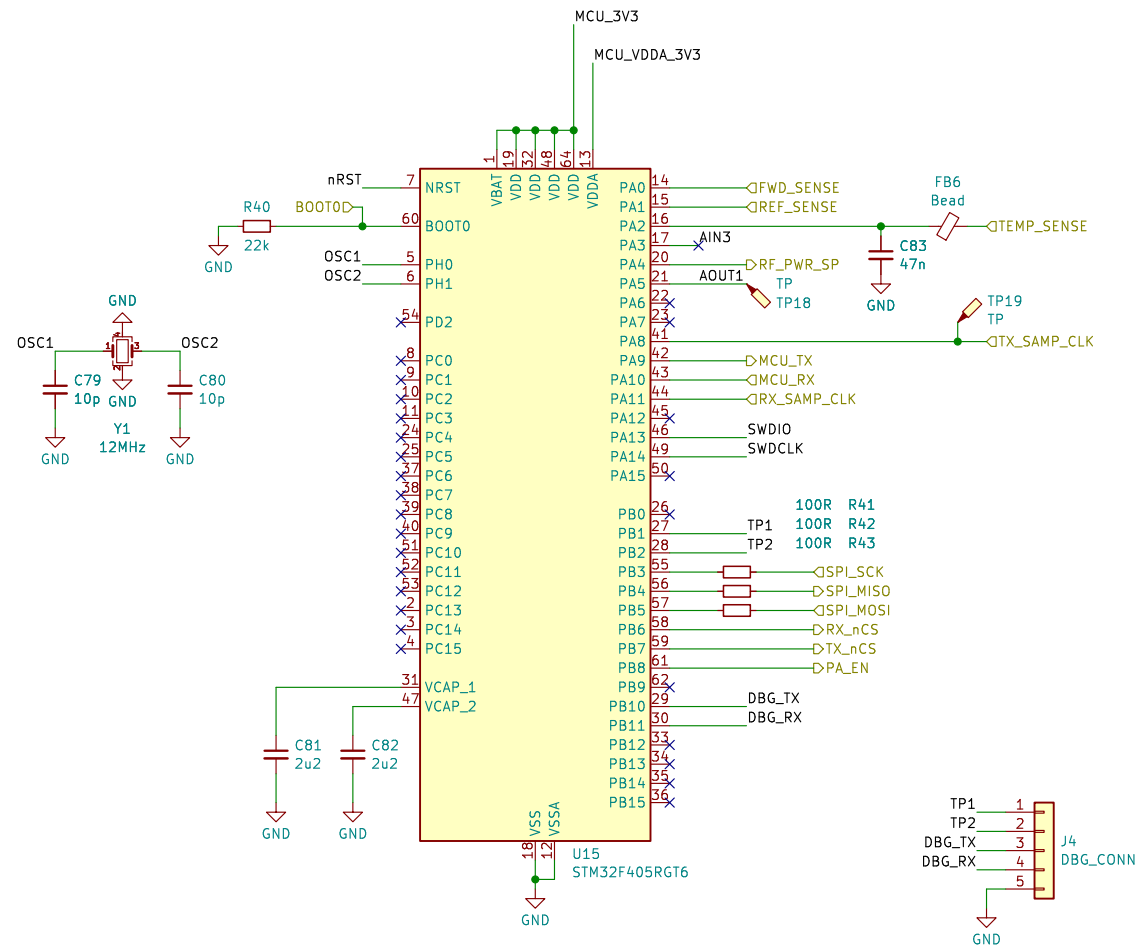 MCU_3V3
MCU_VDDA_3V3
1 19 32 48 64 13
VBAT VDD VDD VDD VDD VDDA
nRST 7 NRST
BOOT0
R40
22k
GND
60 BOOT0
OSC1 5 PH0
OSC2 6 PH1
54 PD2
8 PC0
9 PC1
10 PC2
11 PC3
24 PC4
25 PC5
37 PC6
38 PC7
39 PC8
40 PC9
51 PC10
52 PC11
53 PC12
2 PC13
3 PC14
4 PC15
31 VCAP_1
47 VCAP_2
GND
OSC1 1 4 3 OSC2
2
C79
10p
GND
C80
10p
Y1
12MHz
GND
GND
C81
2u2
GND
C82
2u2
GND
PA0 14 FWD_SENSE
PA1 15 REF_SENSE
PA2 16
FB6
Bead
TEMP_SENSE
C83
47n
GND
PA3 17 AIN3
PA4 20 RF_PWR_SP
PA5 21 AOUT1
TP
TP18
PA6 22
PA7 23
TP19
TP
PA8 41 TX_SAMP_CLK
PA9 42 MCU_TX
PA10 43 MCU_RX
PA11 44 RX_SAMP_CLK
PA12 45
PA13 46 SWDIO
PA14 49 SWDCLK
PA15 50
PB0 26
PB1 27 TP1
PB2 28 TP2
100R R41
100R R42
100R R43
PB3 55 SPI_SCK
PB4 56 SPI_MISO
PB5 57 SPI_MOSI
PB6 58 RX_nCS
PB7 59 TX_nCS
PB8 61 PA_EN
PB9 62
PB10 29 DBG_TX
PB11 30 DBG_RX
PB12 33
PB13 34
PB14 35
PB15 36
VSS VSSA
18 12
U15
STM32F405RGT6
GND
TP1 1
TP2 2
DBG_TX 3
DBG_RX 4
5
J4
DBG_CONN
GND